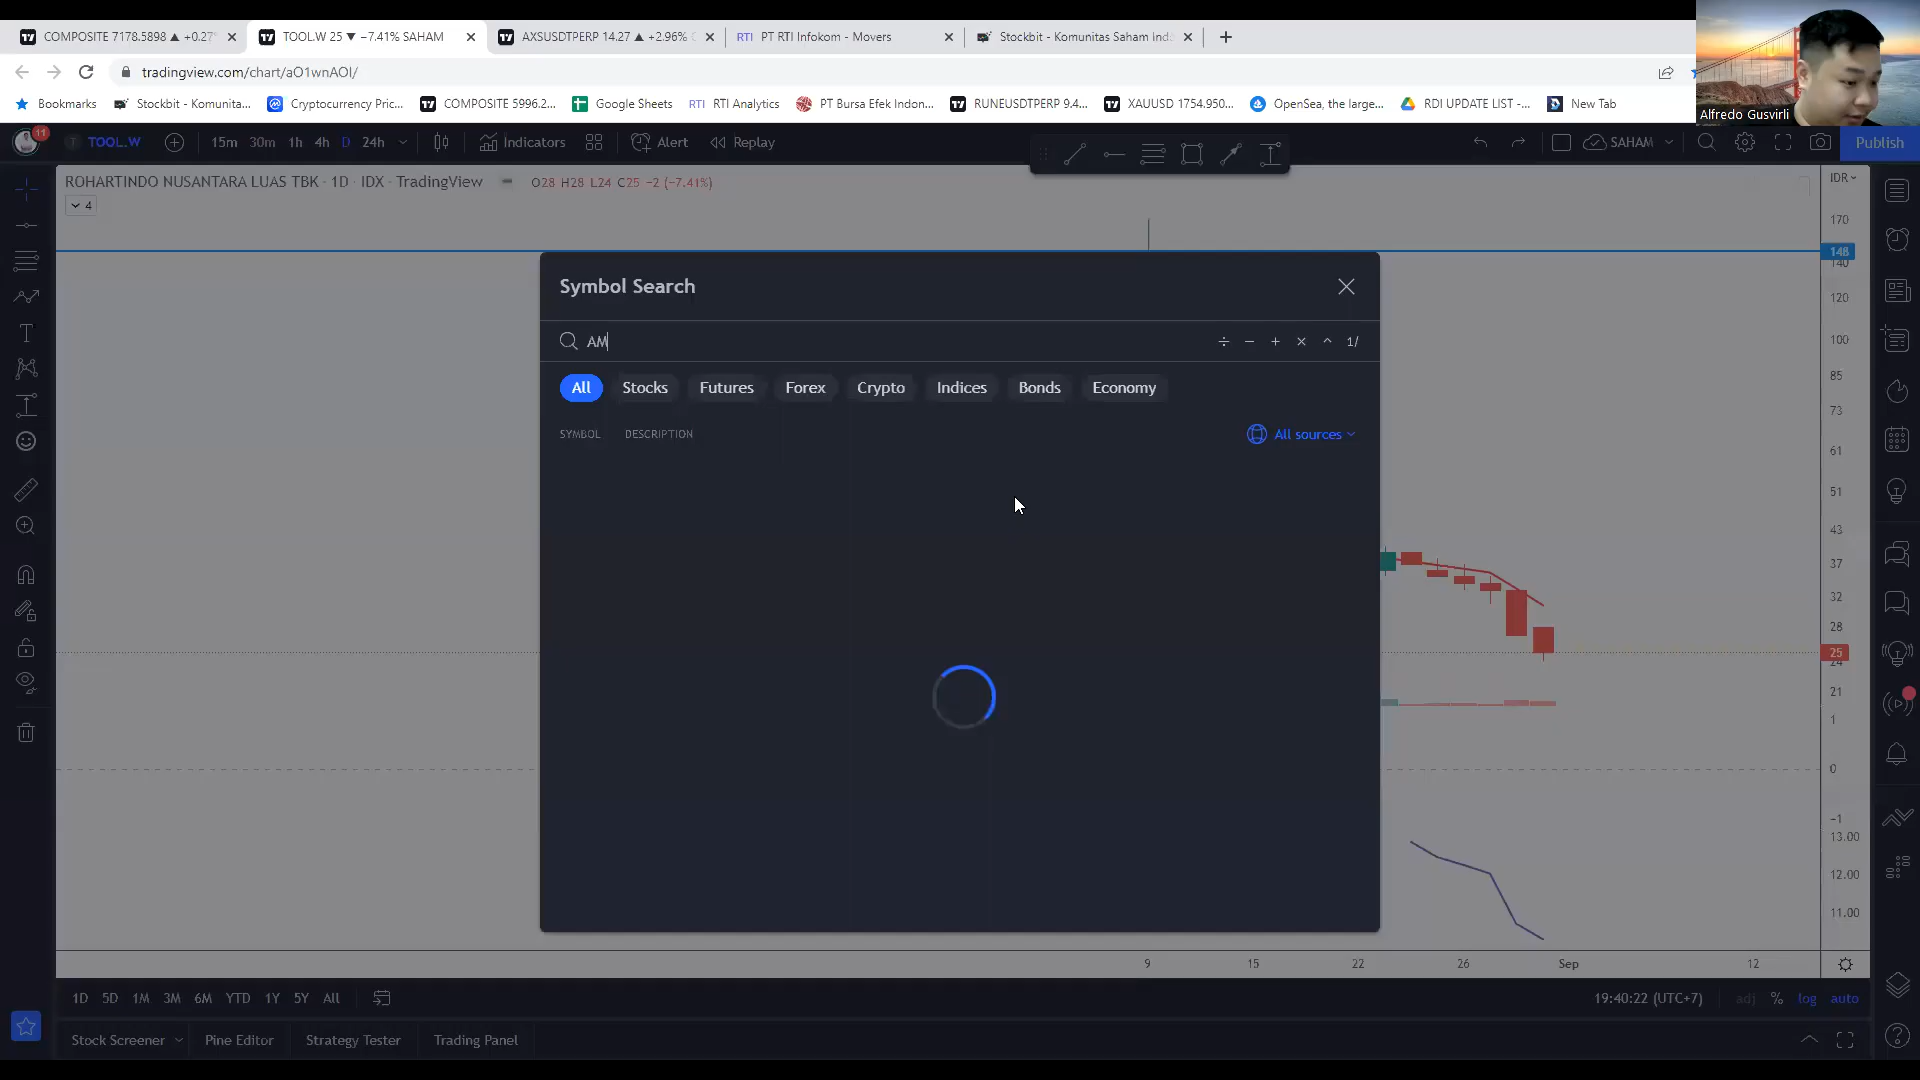 COMPOSITE 7178.5898 ▲ +0.27%
TOOL.W 25 ▼ −7.41% SAHAM
AXSUSDTPERP 14.27 ▲ +2.96%
RTI PT RTI Infokom - Movers
Stockbit - Komunitas Saham Ind
tradingview.com/chart/aO1wnAOI/
Bookmarks
Stockbit - Komunita...
Cryptocurrency Pric...
COMPOSITE 5996.2...
Google Sheets
RTI RTI Analytics
PT Bursa Efek Indon...
RUNEUSDTPERP 9.4...
XAUUSD 1754.950...
OpenSea, the large...
RDI UPDATE LIST -...
New Tab
Alfredo Gusvirli
11
TOOL.W
15m 30m 1h 4h D 24h
Indicators
Alert
Replay
SAHAM
Publish
ROHARTINDO NUSANTARA LUAS TBK · 1D · IDX · TradingView
O28 H28 L24 C25 −2 (−7.41%)
4
IDR
170
148
140
120
100
85
73
61
51
43
37
32
28
25
24
21
1
0
−1
13.00
12.00
11.00
Symbol Search
AM
÷ − + × ^ 1/
All Stocks Futures Forex Crypto Indices Bonds Economy
SYMBOL DESCRIPTION
All sources
9 15 22 26 Sep 12
1D 5D 1M 3M 6M YTD 1Y 5Y All
19:40:22 (UTC+7)
adj % log auto
Stock Screener
Pine Editor
Strategy Tester
Trading Panel